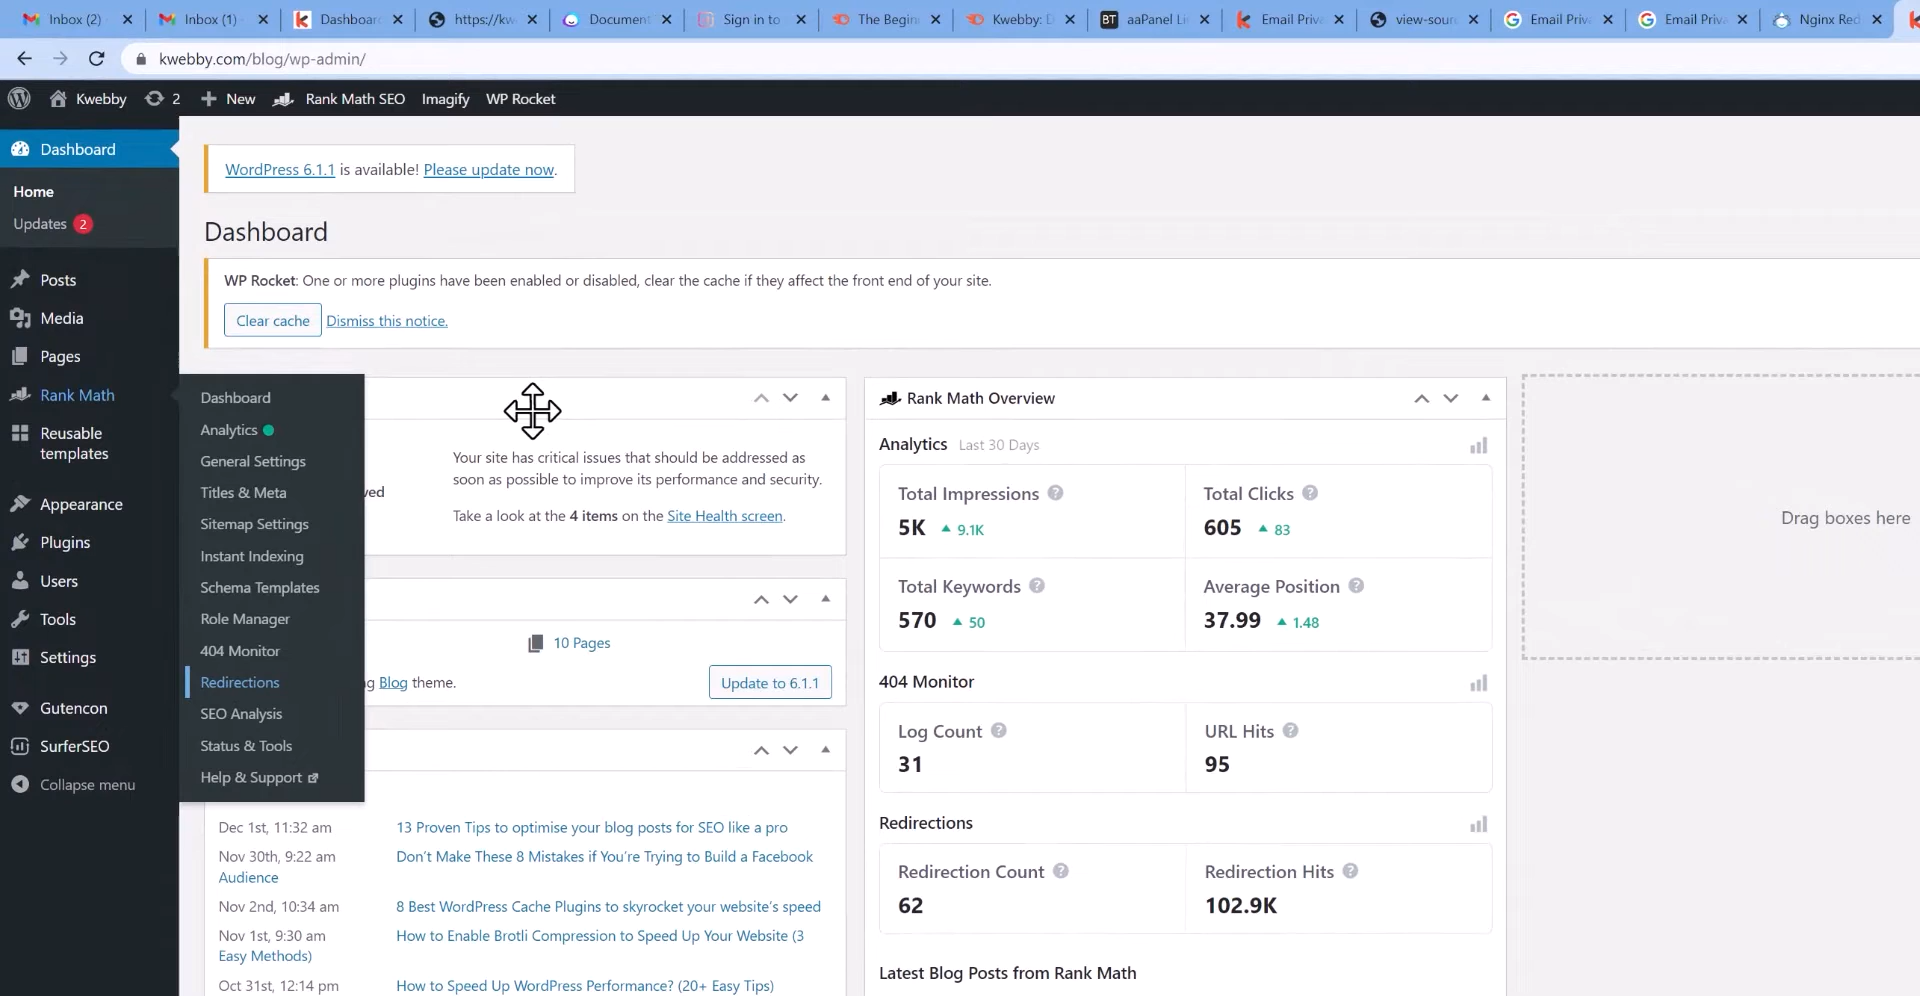 Inbox (2)
Inbox (1)
Dashboard
https://kw
Document
Sign in to
The Begin
Kwebby: D
BT
aaPanel Li
Email Priv
view-sour
Email Priv
Email Priv
Nginx Red
kwebby.com/blog/wp-admin/
Kwebby
2
New
Rank Math SEO
Imagify
WP Rocket
Dashboard
Home
Updates 2
Posts
Media
Pages
Rank Math
Reusable
templates
Appearance
Plugins
Users
Tools
Settings
Gutencon
SurferSEO
Collapse menu
Dashboard
Analytics
General Settings
Titles & Meta
Sitemap Settings
Instant Indexing
Schema Templates
Role Manager
404 Monitor
Redirections
SEO Analysis
Status & Tools
Help & Support
WordPress 6.1.1 is available! Please update now.
Dashboard
WP Rocket: One or more plugins have been enabled or disabled, clear the cache if they affect the front end of your site.
Clear cache
Dismiss this notice.
ved
Your site has critical issues that should be addressed as
soon as possible to improve its performance and security.
Take a look at the 4 items on the Site Health screen.
10 Pages
g Blog theme.
Update to 6.1.1
Dec 1st, 11:32 am 13 Proven Tips to optimise your blog posts for SEO like a pro
Nov 30th, 9:22 am Don't Make These 8 Mistakes if You're Trying to Build a Facebook
Audience
Nov 2nd, 10:34 am 8 Best WordPress Cache Plugins to skyrocket your website's speed
Nov 1st, 9:30 am How to Enable Brotli Compression to Speed Up Your Website (3
Easy Methods)
Oct 31st, 12:14 pm How to Speed Up WordPress Performance? (20+ Easy Tips)
Rank Math Overview
Analytics Last 30 Days
Total Impressions
5K 9.1K
Total Clicks
605 83
Total Keywords
570 50
Average Position
37.99 1.48
404 Monitor
Log Count
31
URL Hits
95
Redirections
Redirection Count
62
Redirection Hits
102.9K
Latest Blog Posts from Rank Math
Drag boxes here